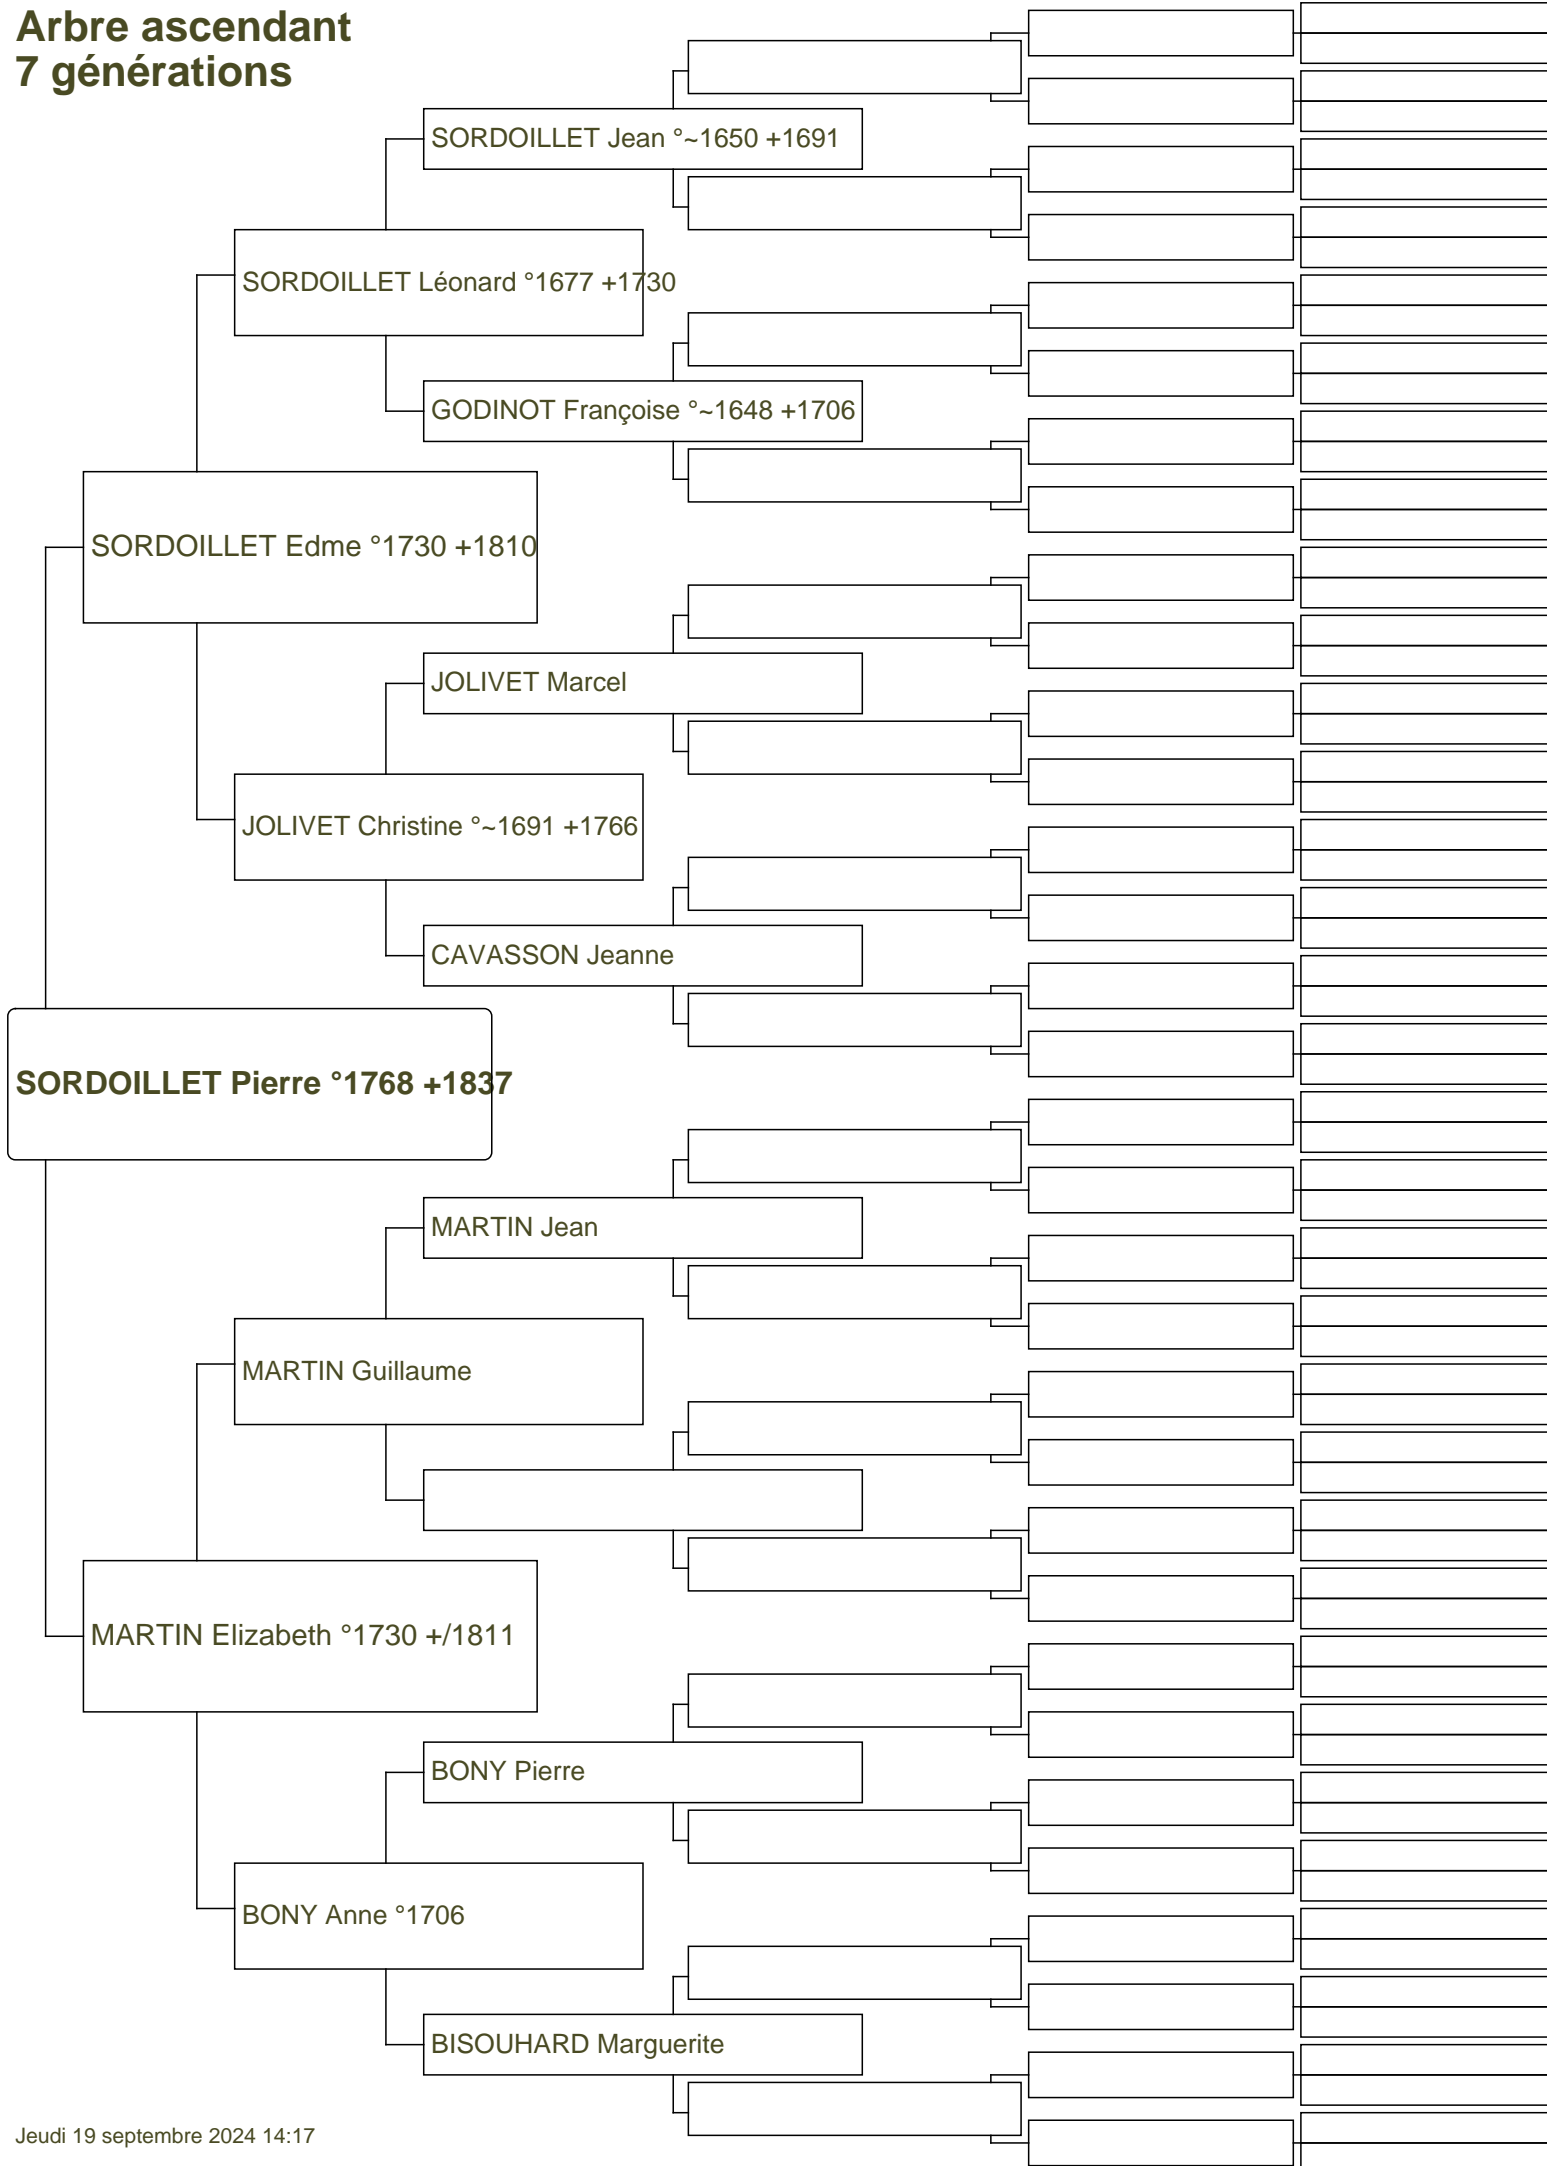 Arbre ascendant
7 générations
SORDOILLET Jean °~1650 +1691
SORDOILLET Léonard °1677 +1730
GODINOT Françoise °~1648 +1706
SORDOILLET Edme °1730 +1810
JOLIVET Marcel
JOLIVET Christine °~1691 +1766
CAVASSON Jeanne
SORDOILLET Pierre °1768 +1837
MARTIN Jean
MARTIN Guillaume
MARTIN Elizabeth °1730 +/1811
BONY Pierre
BONY Anne °1706
BISOUHARD Marguerite
Jeudi 19 septembre 2024 14:17